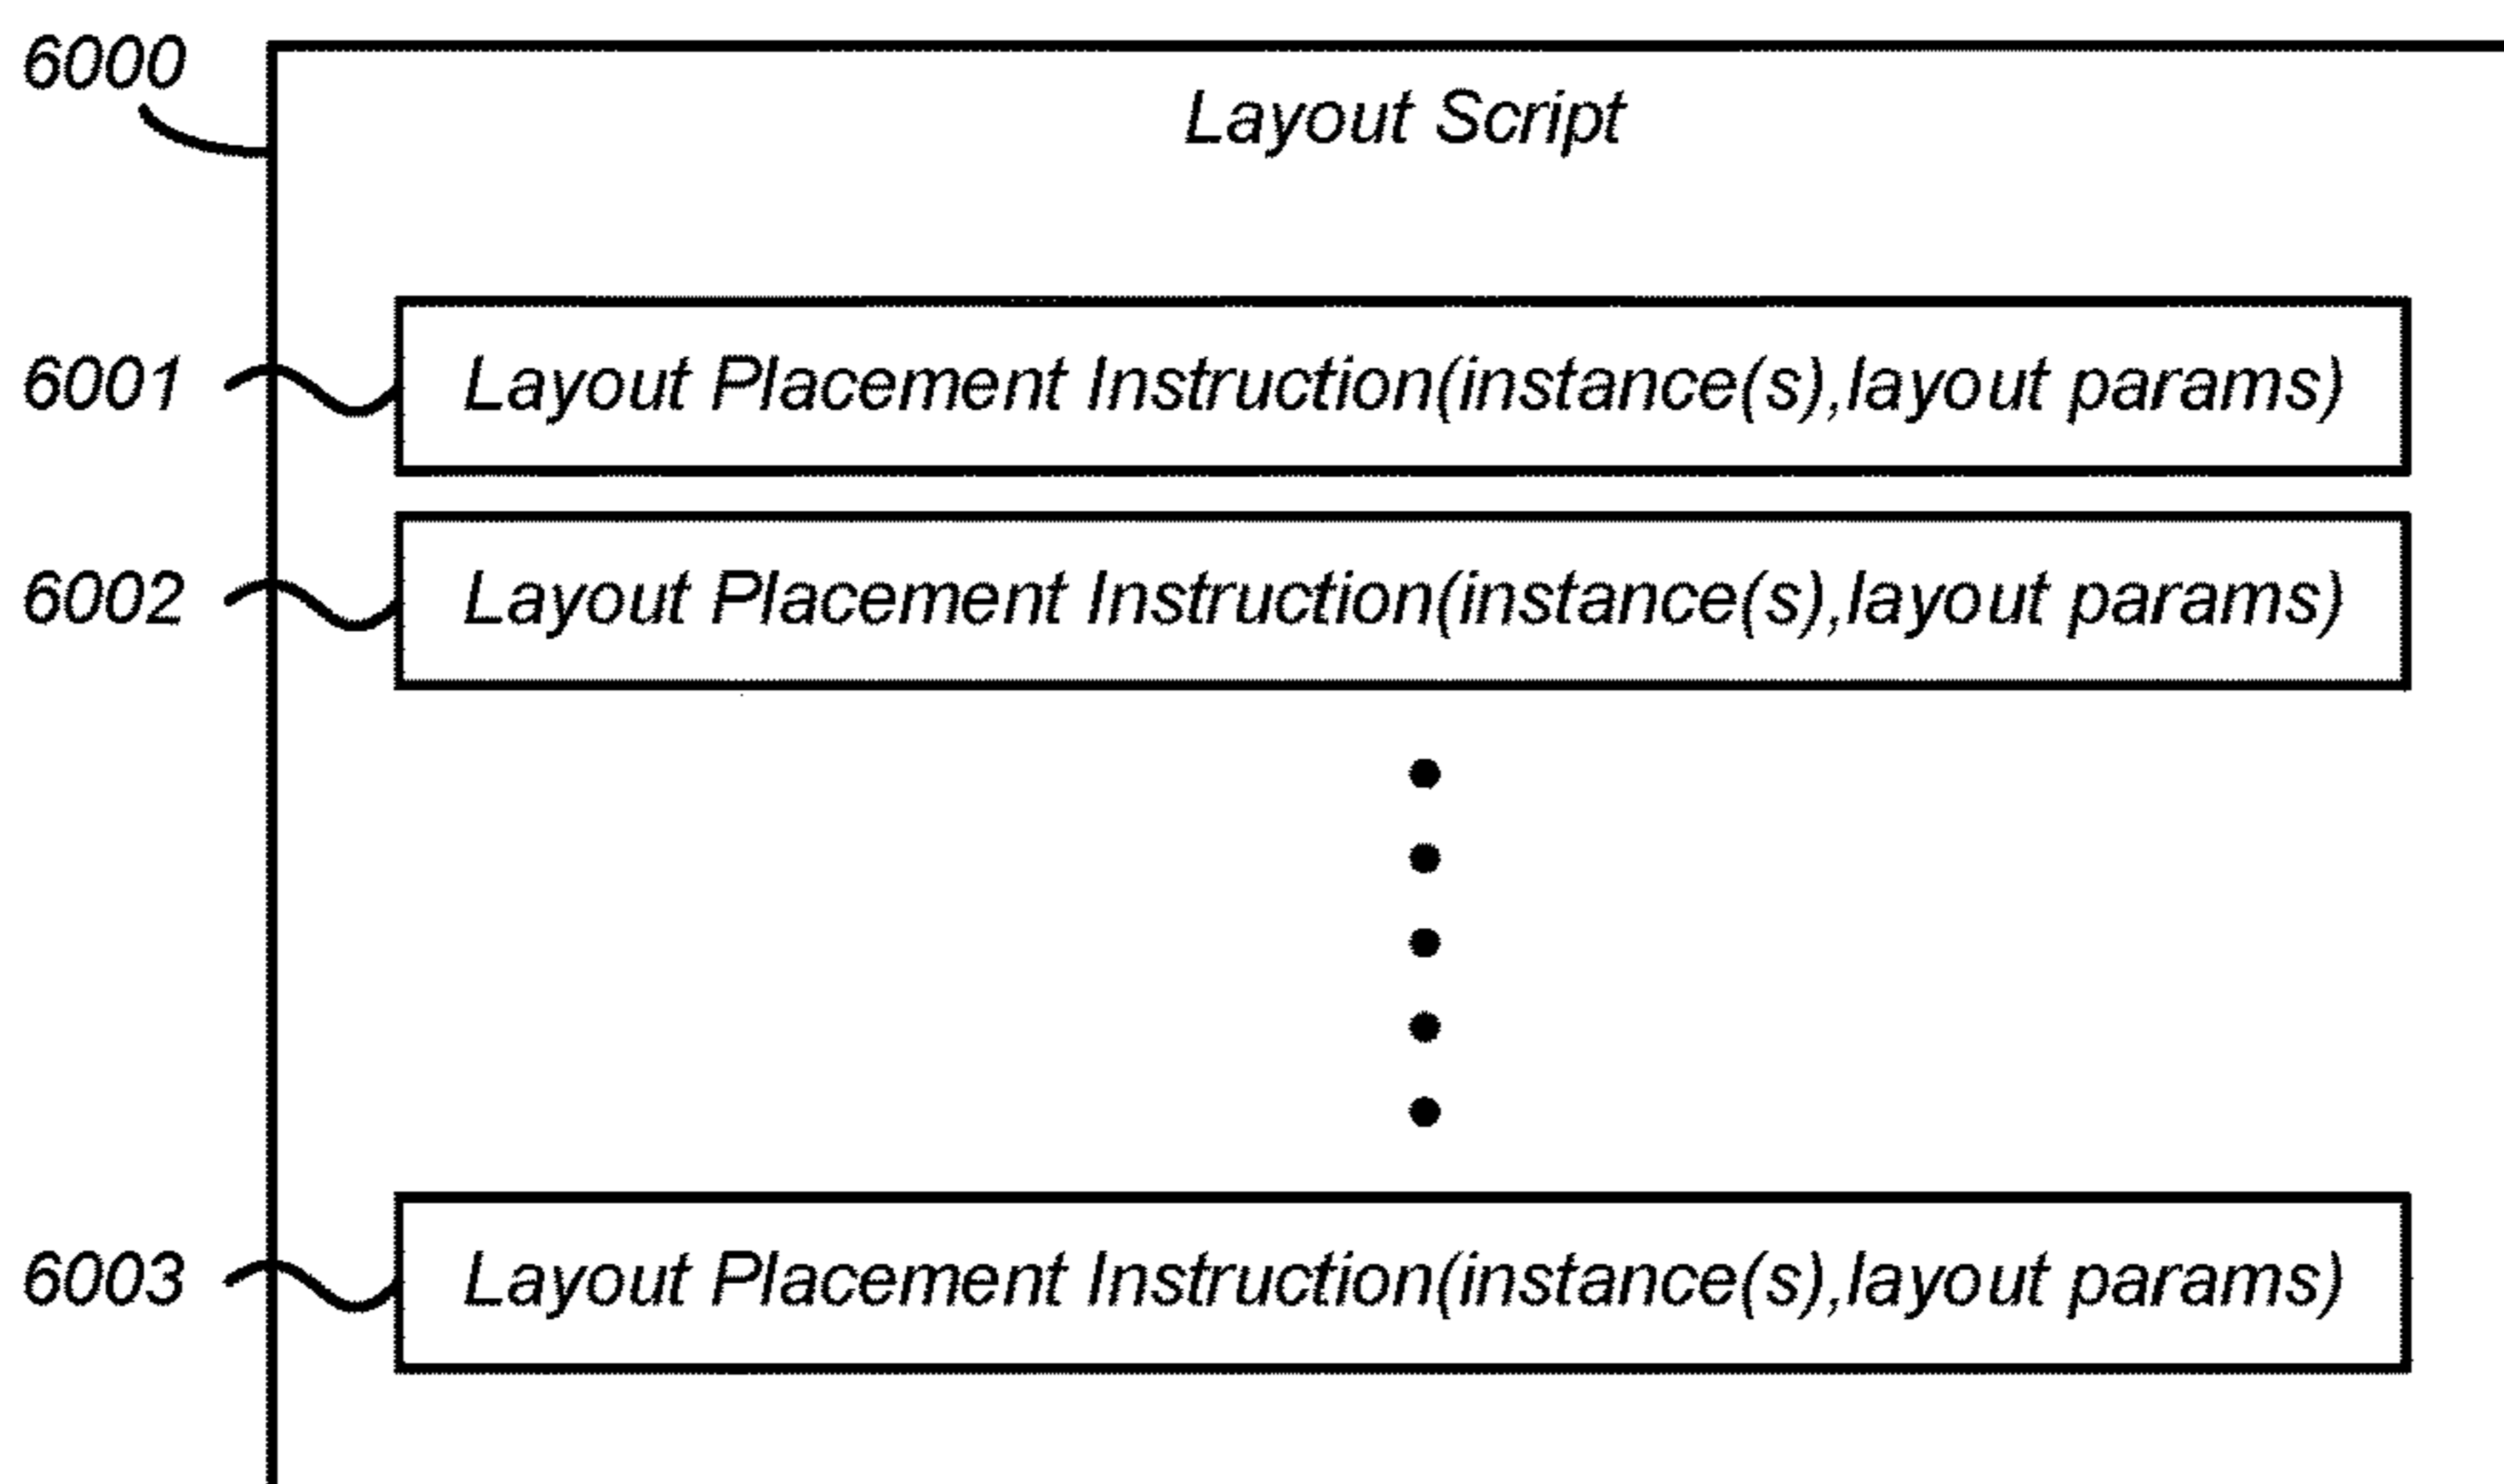 6000
Layout Script
6001 Layout Placement Instruction(instance(s),layout params)
6002 Layout Placement Instruction(instance(s),layout params)
6003 Layout Placement Instruction(instance(s),layout params)